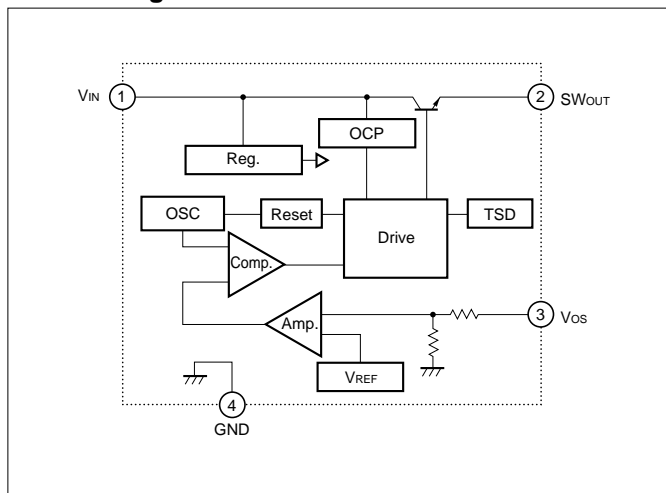 VIN
1
2
SWOUT
OCP
Reg.
OSC
Reset
Drive
TSD
Comp.
Amp.
3
VOS
VREF
4
GND